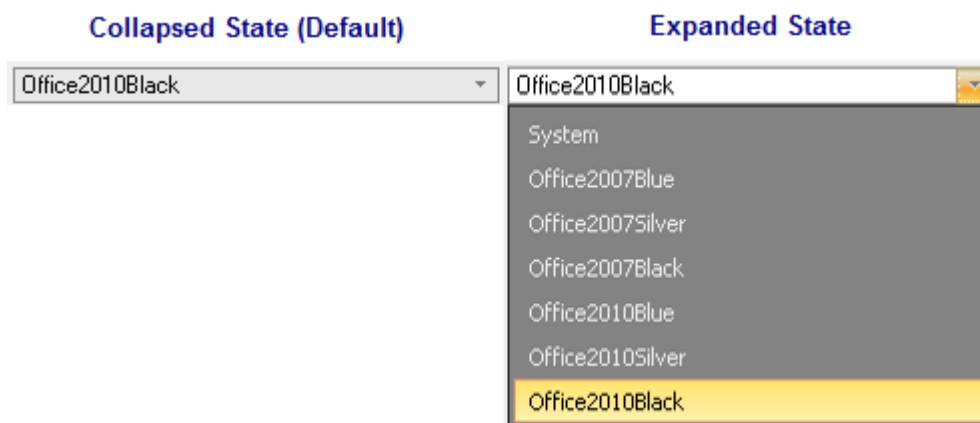 Collapsed State (Default)
Expanded State
Office2010Black
Office2010Black
System
Office2007Blue
Office2007Silver
Office2007Black
Office2010Blue
Office2010Silver
Office2010Black